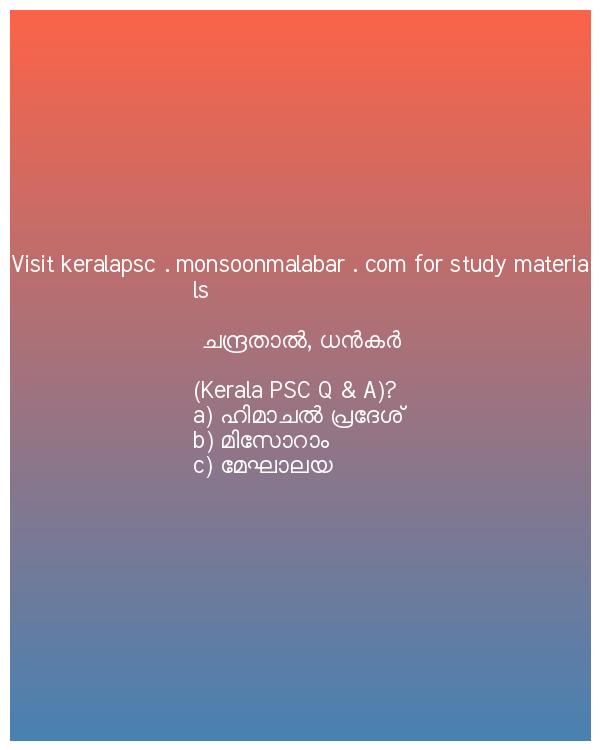 Visit keralapsc . monsoonmalabar . com for study materia
ls
ചന്ദ്രതാൽ, ധൻകർ
(Kerala PSC Q & A)?
a) ഹിമാചൽ പ്രദേശ്
b) മിസോറാം
c) മേഘാലയ